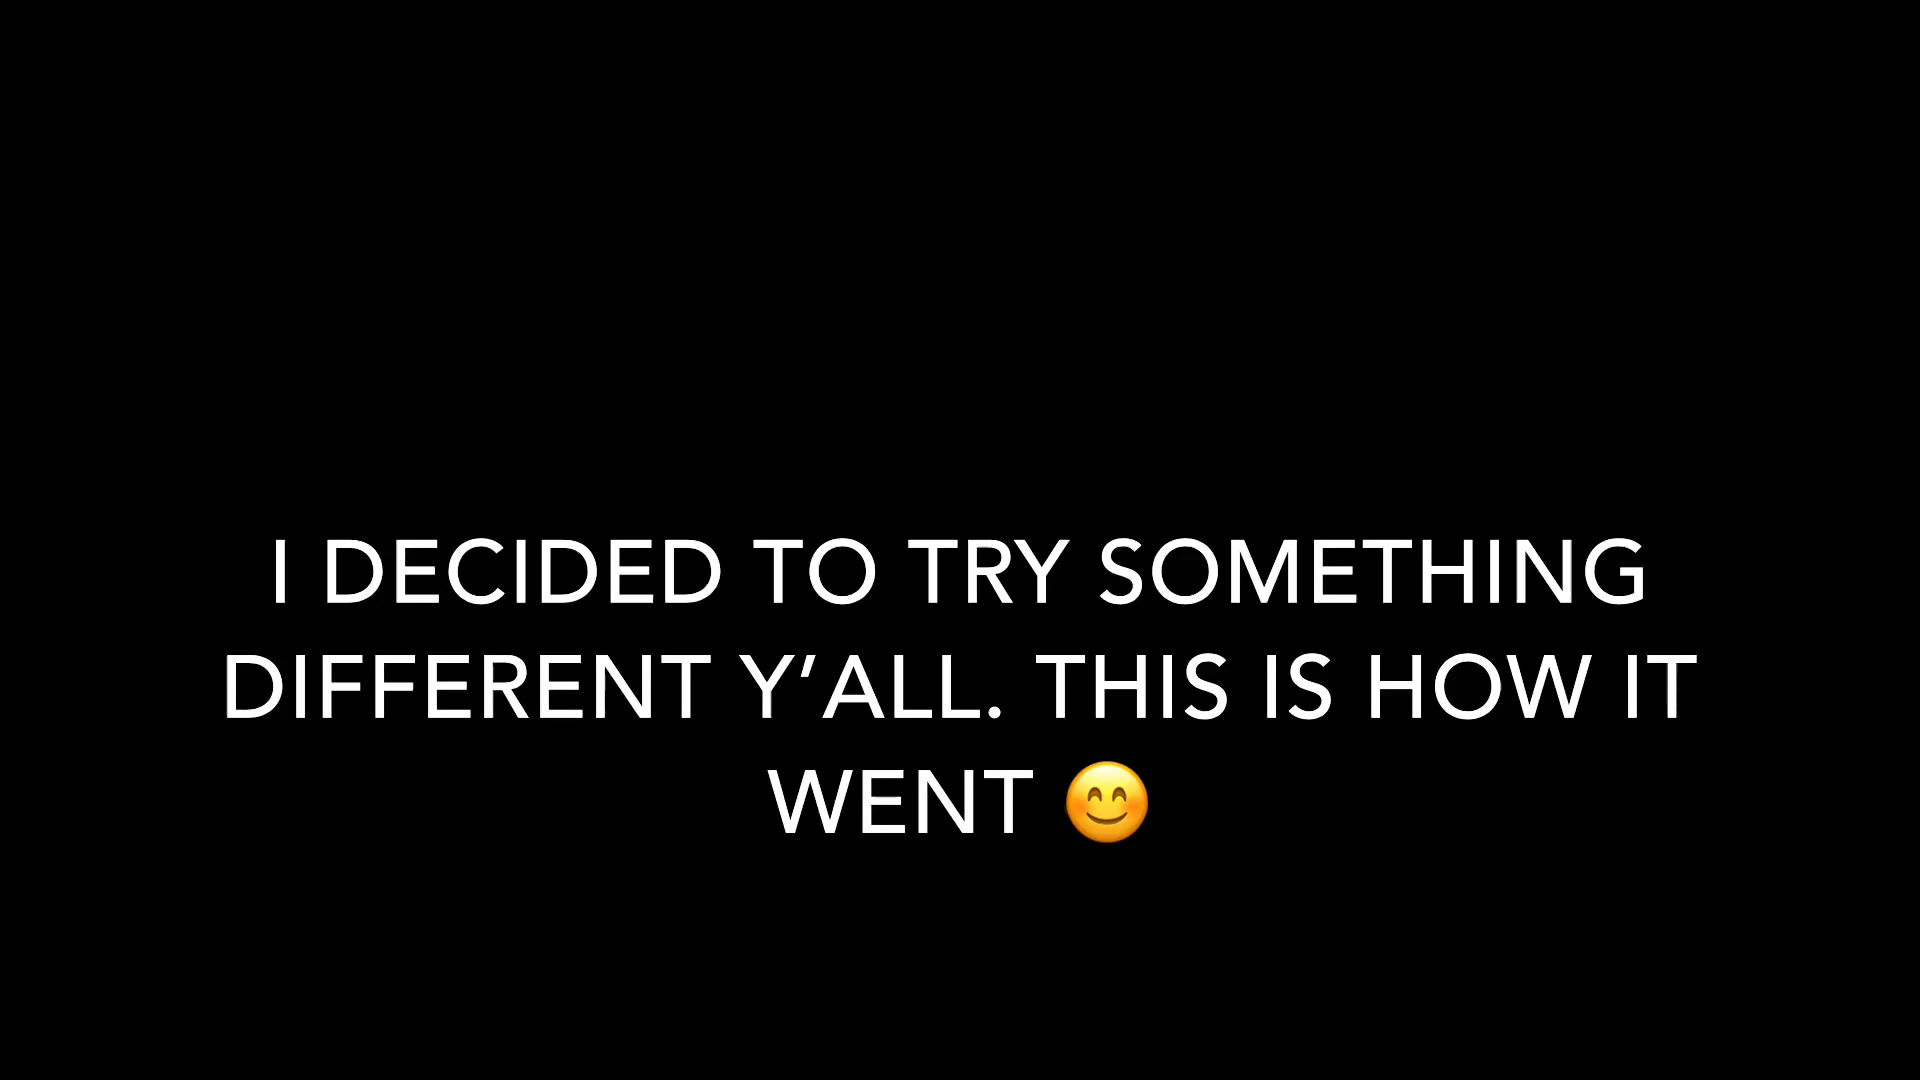 I DECIDED TO TRY SOMETHING
DIFFERENT Y’ALL. THIS IS HOW IT
WENT 😊